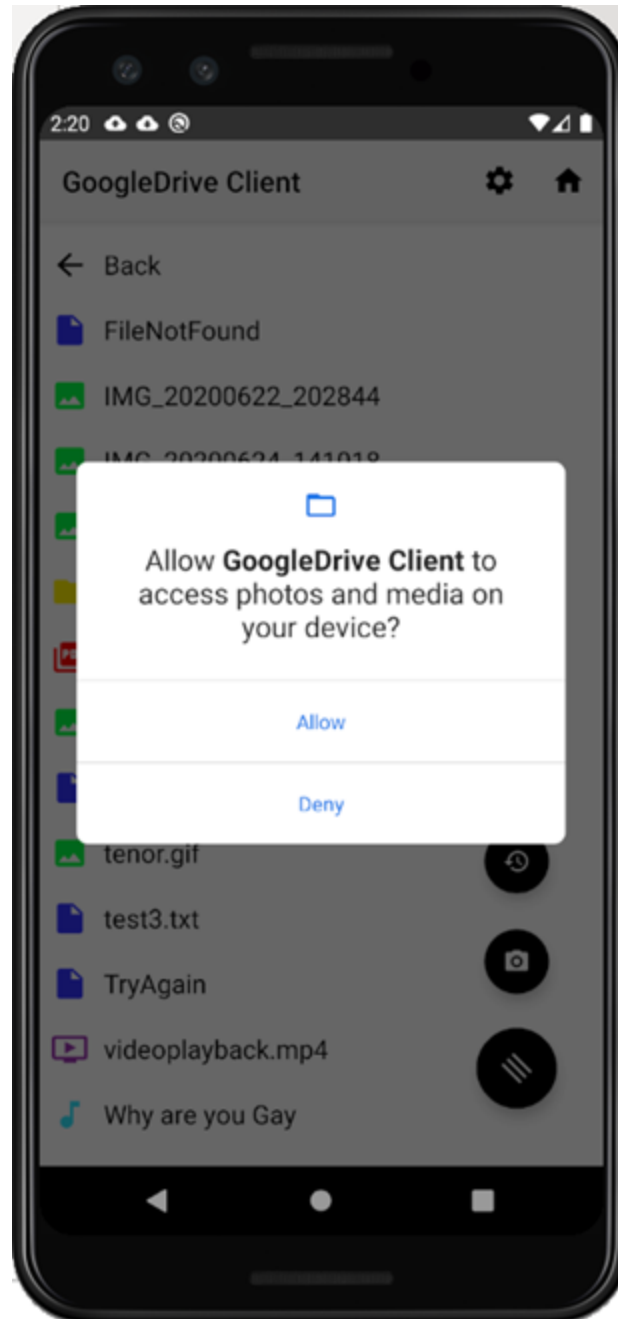 2:20
GoogleDrive Client
Back
FileNotFound
IMG_20200622_202844
IMG_20200624_141018
Allow GoogleDrive Client to
access photos and media on
your device?
Allow
Deny
tenor.gif
test3.txt
TryAgain
videoplayback.mp4
Why are you Gay